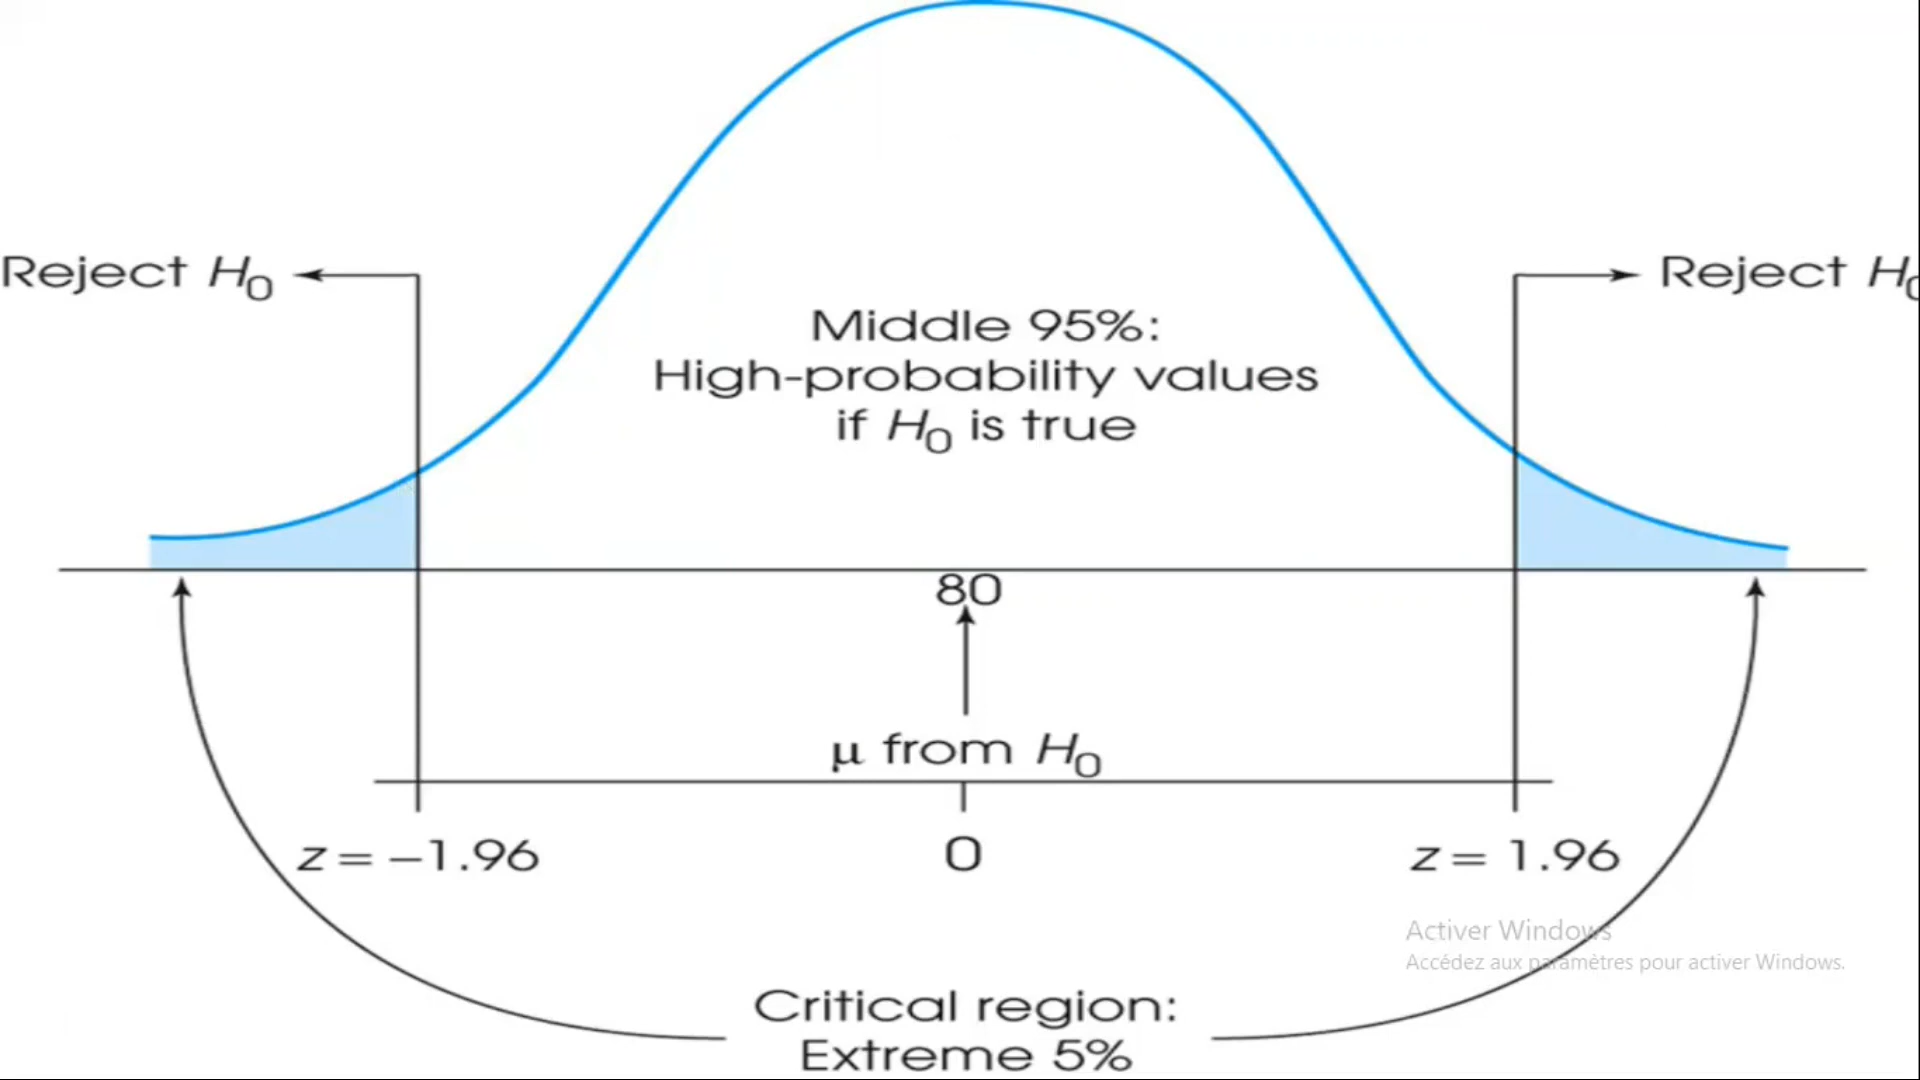 Reject H₀
Reject H₀
Middle 95%:
High-probability values
if H₀ is true
80
μ from H₀
z = –1.96
0
z = 1.96
Activer Windows
Accédez aux paramètres pour activer Windows.
Critical region:
Extreme 5%